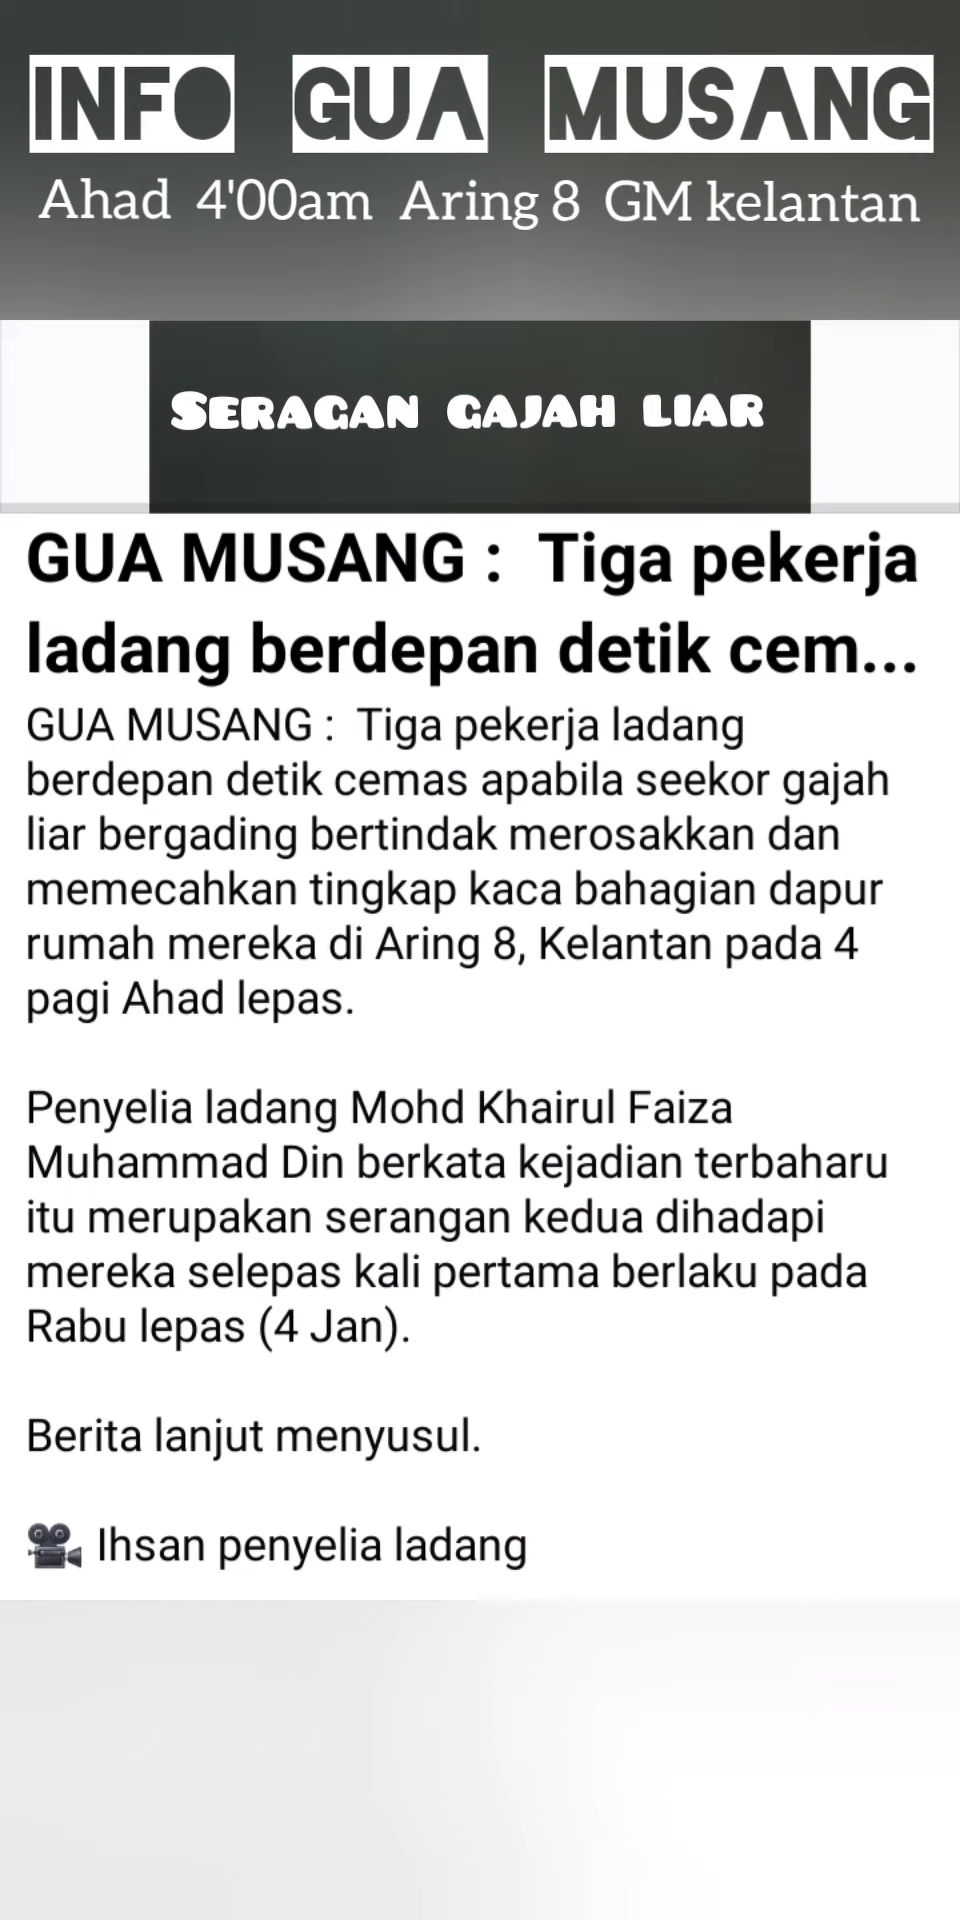 INFO GUA MUSANG
Ahad 4'00am Aring 8 GM kelantan
SERAGAN GAJAH LIAR
GUA MUSANG : Tiga pekerja
ladang berdepan detik cem...
GUA MUSANG : Tiga pekerja ladang
berdepan detik cemas apabila seekor gajah
liar bergading bertindak merosakkan dan
memecahkan tingkap kaca bahagian dapur
rumah mereka di Aring 8, Kelantan pada 4
pagi Ahad lepas.
Penyelia ladang Mohd Khairul Faiza
Muhammad Din berkata kejadian terbaharu
itu merupakan serangan kedua dihadapi
mereka selepas kali pertama berlaku pada
Rabu lepas (4 Jan).
Berita lanjut menyusul.
🎥 Ihsan penyelia ladang